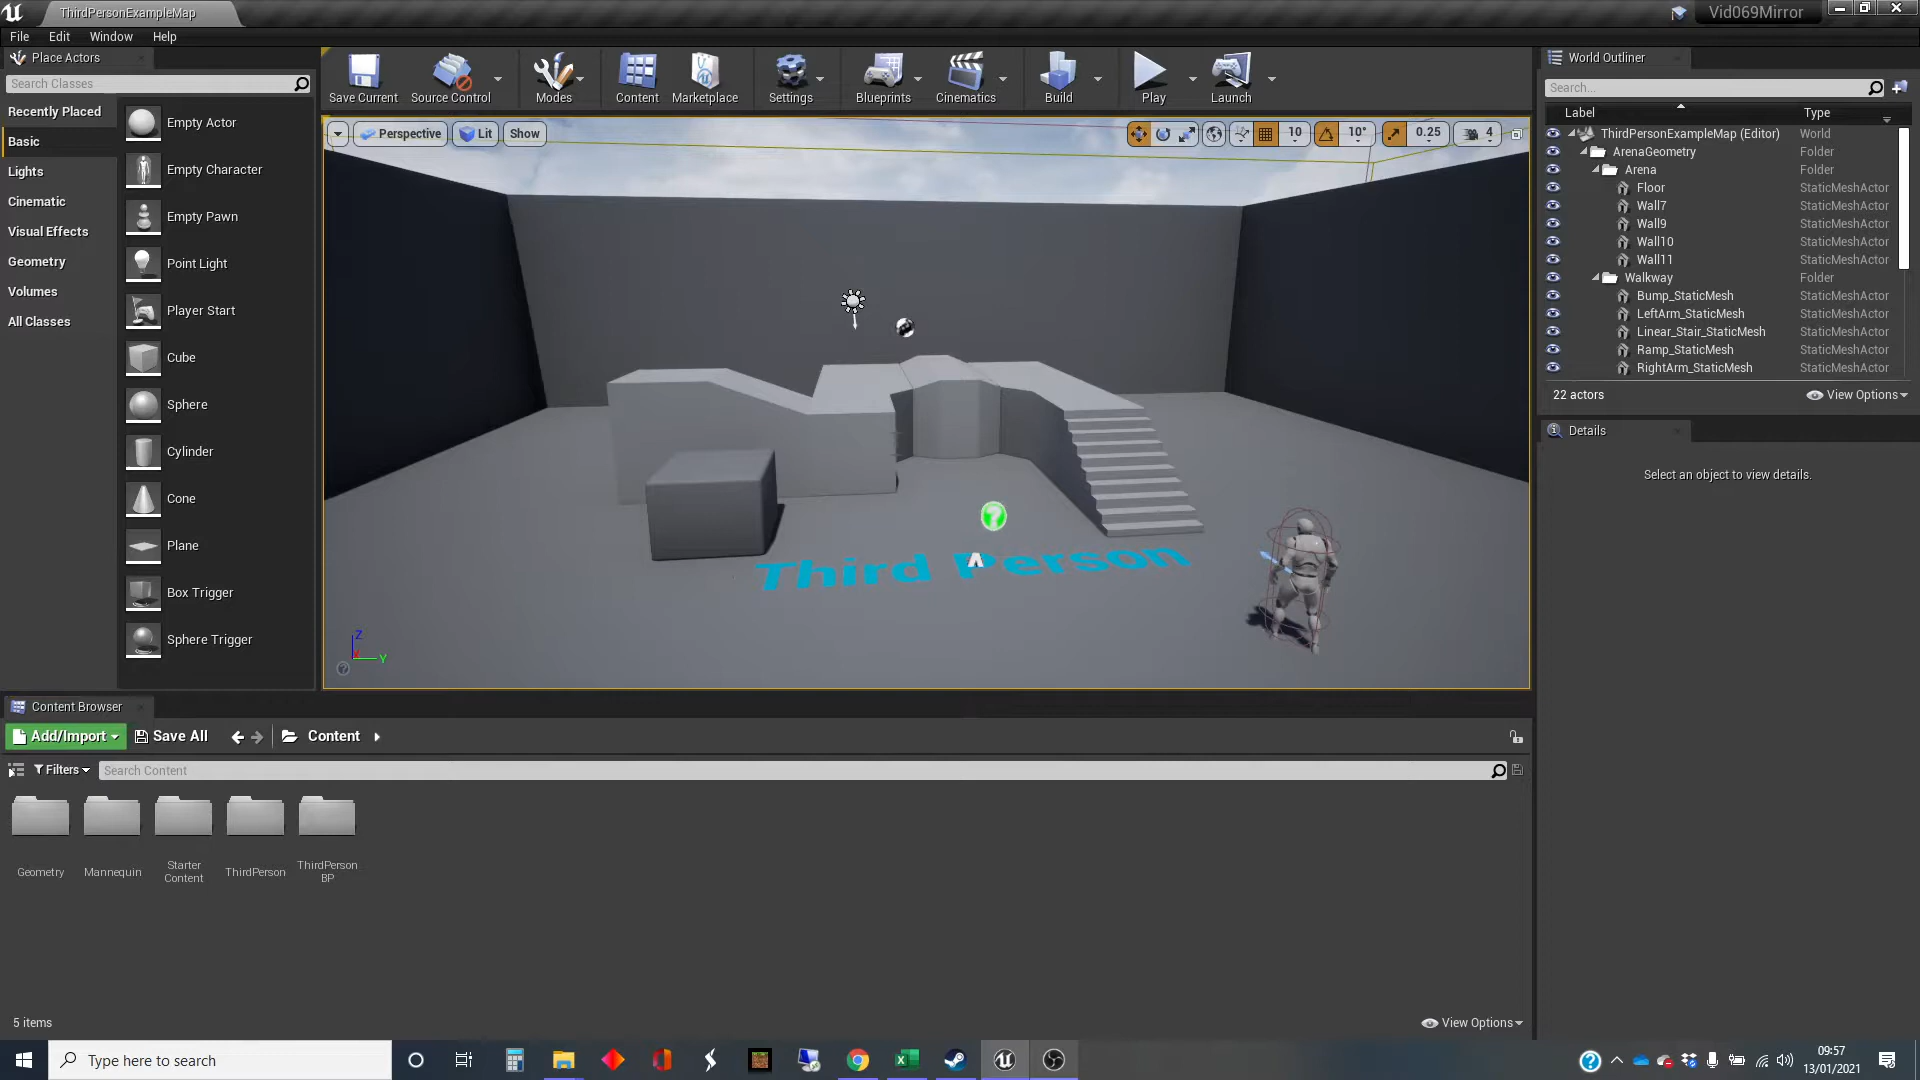 ThirdPersonExampleMap
Vid069Mirror
File
Edit
Window
Help
Place Actors
Search Classes
Recently Placed
Basic
Lights
Cinematic
Visual Effects
Geometry
Volumes
All Classes
Empty Actor
Empty Character
Empty Pawn
Point Light
Player Start
Cube
Sphere
Cylinder
Cone
Plane
Box Trigger
Sphere Trigger
Save Current
Source Control
Modes
Content
Marketplace
Settings
Blueprints
Cinematics
Build
Play
Launch
Perspective
Lit
Show
10
10°
0.25
4
Third Person
Z
Y
World Outliner
Search...
Label
Type
ThirdPersonExampleMap (Editor) World
ArenaGeometry Folder
Arena Folder
Floor StaticMeshActor
Wall7 StaticMeshActor
Wall9 StaticMeshActor
Wall10 StaticMeshActor
Wall11 StaticMeshActor
Walkway Folder
Bump_StaticMesh StaticMeshActor
LeftArm_StaticMesh StaticMeshActor
Linear_Stair_StaticMesh StaticMeshActor
Ramp_StaticMesh StaticMeshActor
RightArm_StaticMesh StaticMeshActor
22 actors
View Options
Details
Select an object to view details.
Content Browser
Add/Import
Save All
Content
Filters
Search Content
Geometry
Mannequin
Starter
Content
ThirdPerson
ThirdPerson
BP
5 items
View Options
Type here to search
09:57
13/01/2021